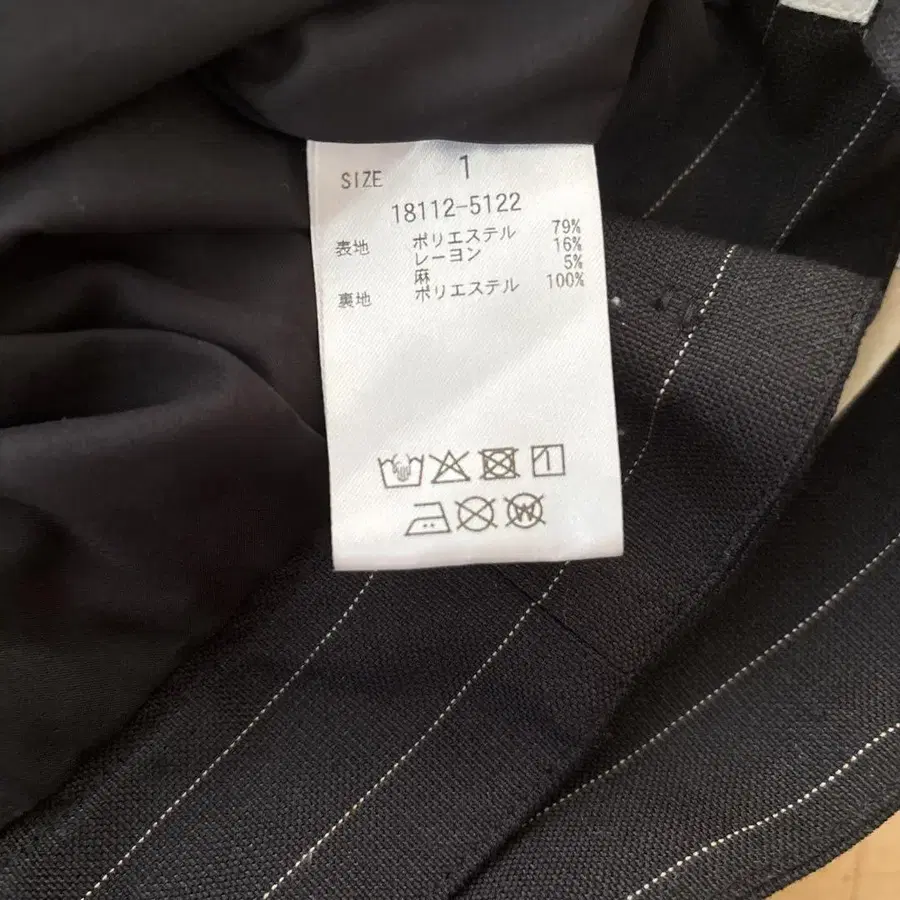 SIZE 1
18112-5122
表地 ポリエステル 79%
レーヨン 16%
麻 5%
裏地 ポリエステル 100%
W